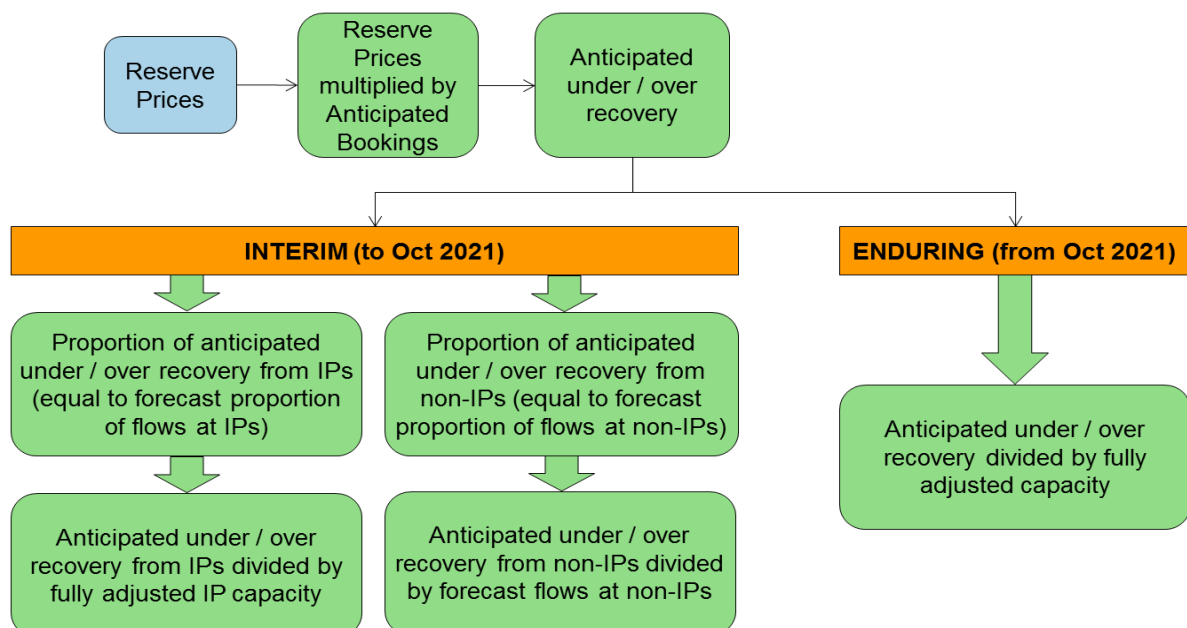 Reserve
Prices
Reserve
Prices
multiplied by
Anticipated
Bookings
Anticipated
under / over
recovery
INTERIM (to Oct 2021)
ENDURING (from Oct 2021)
Proportion of anticipated
under / over recovery from IPs
(equal to forecast proportion
of flows at IPs)
Proportion of anticipated
under / over recovery from
non-IPs (equal to forecast
proportion of flows at non-IPs)
Anticipated under / over
recovery divided by fully
adjusted capacity
Anticipated under / over
recovery from IPs divided by
fully adjusted IP capacity
Anticipated under / over
recovery from non-IPs divided
by forecast flows at non-IPs